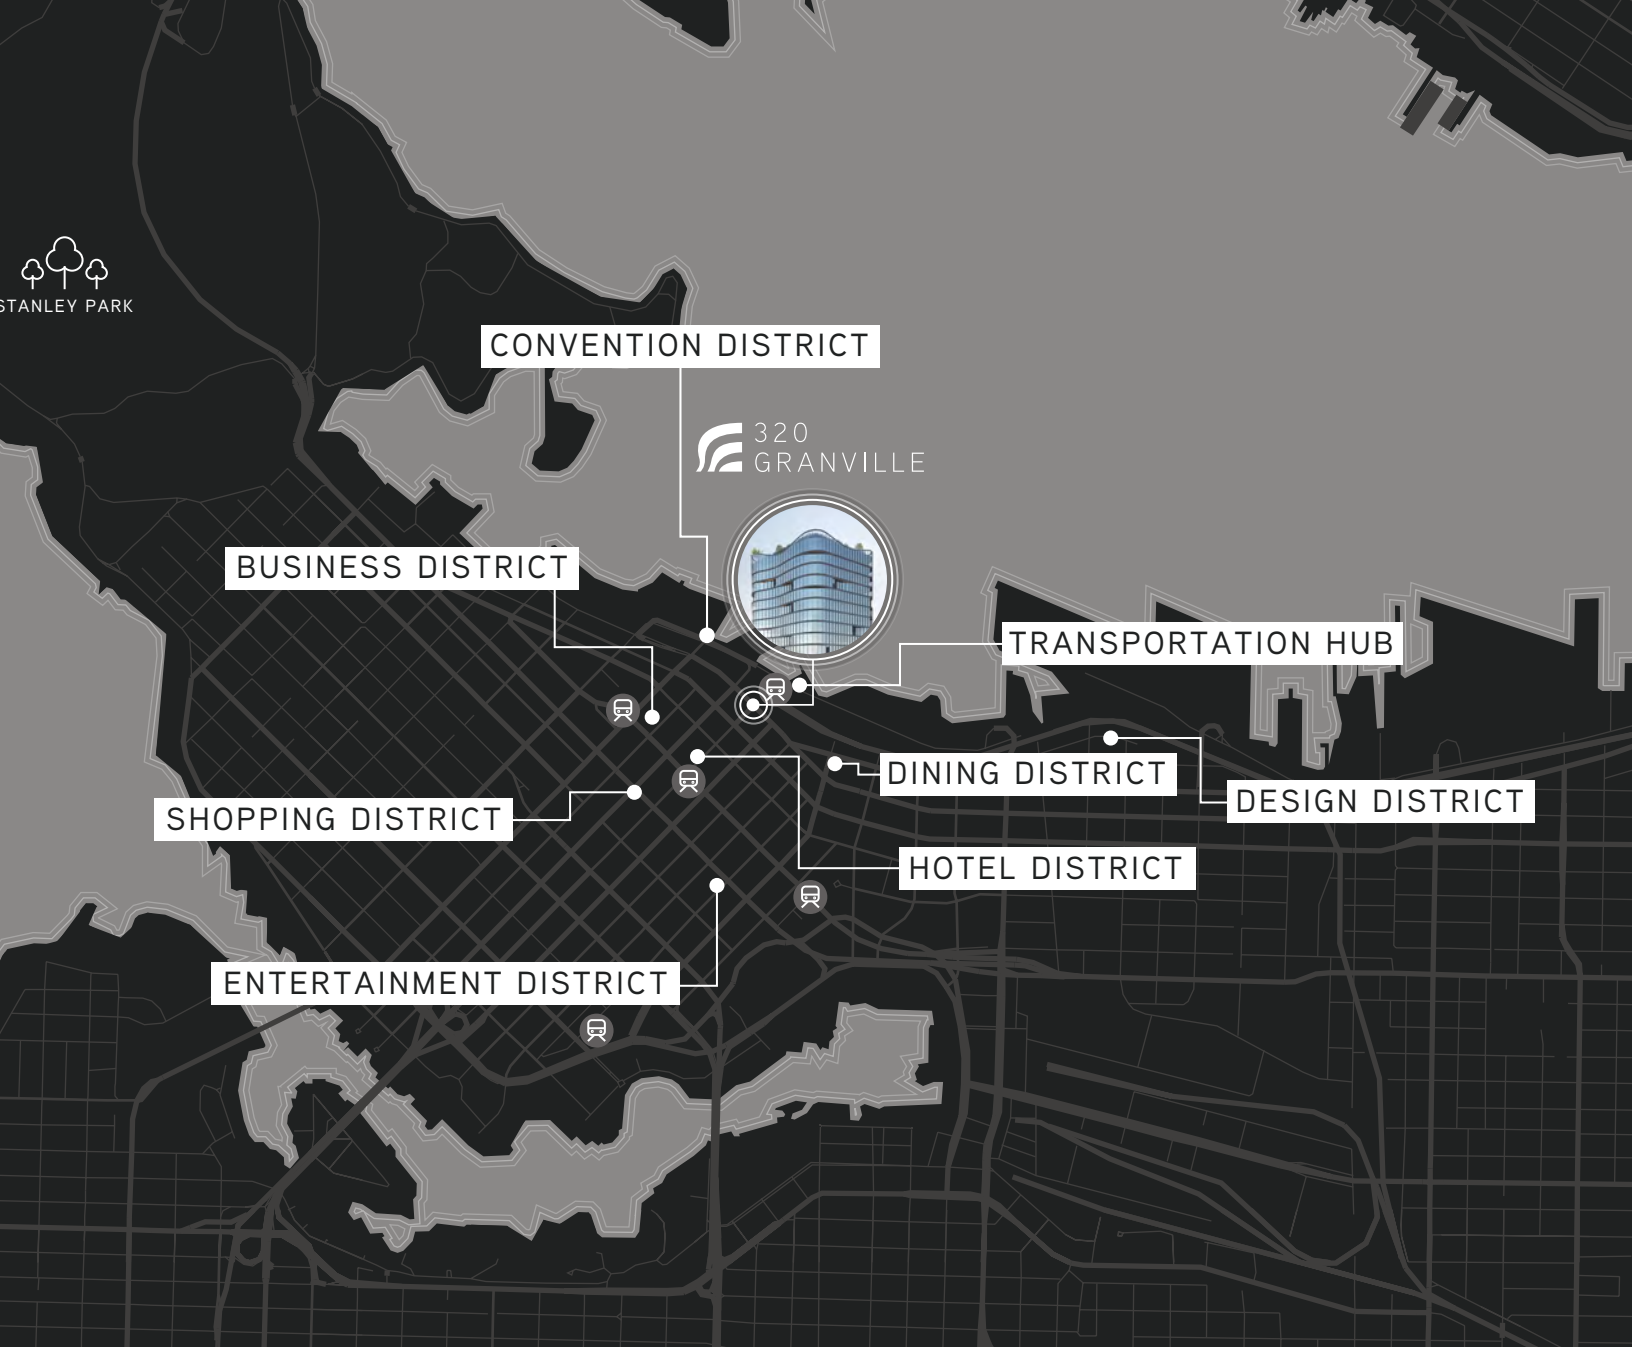 STANLEY PARK
CONVENTION DISTRICT
320
GRANVILLE
BUSINESS DISTRICT
TRANSPORTATION HUB
DINING DISTRICT
DESIGN DISTRICT
SHOPPING DISTRICT
HOTEL DISTRICT
ENTERTAINMENT DISTRICT